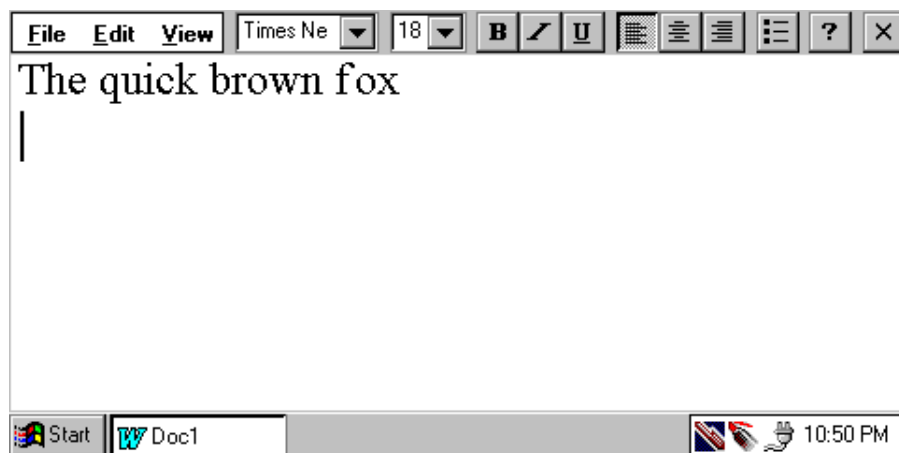 File Edit View Times Ne 18 B I U ?
The quick brown fox
Start Doc1 10:50 PM